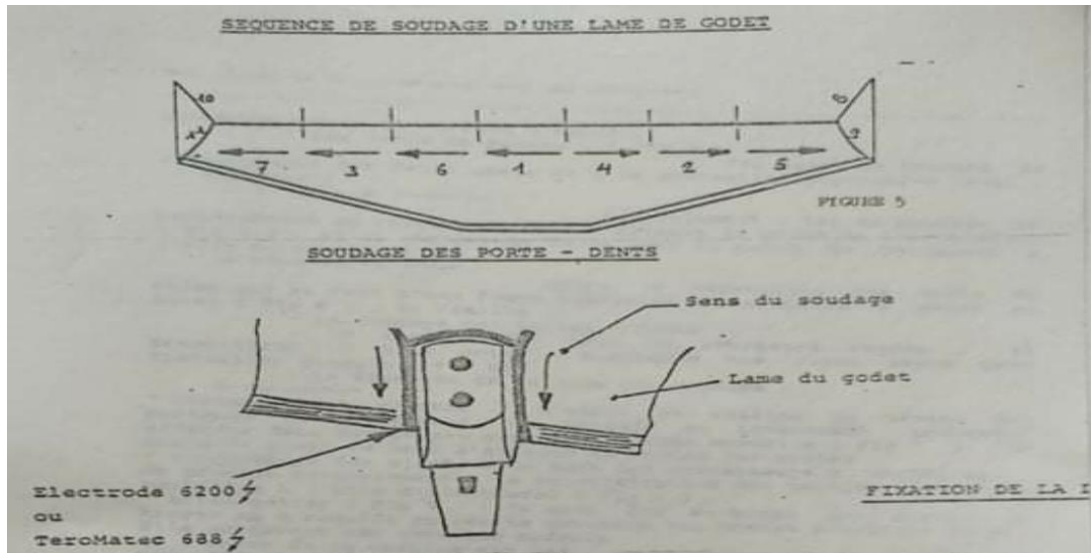 SEQUENCE DE SOUDAGE D'UNE LAME DE GODET
10 8
11 9
7 3 6 1 4 2 5
FIGURE 5
SOUDAGE DES PORTE - DENTS
Sens du soudage
Lame du godet
Electrode 6200
ou
TeroMatec 688
FIXATION DE LA